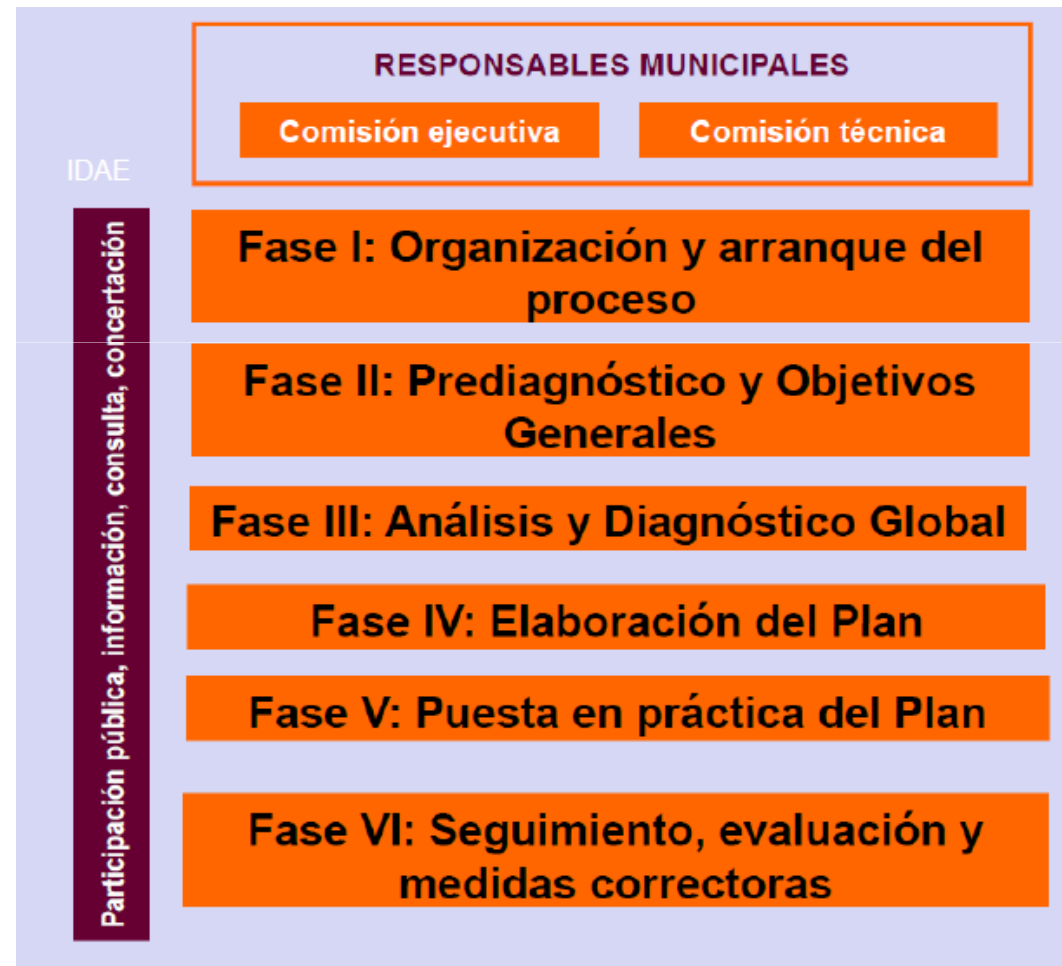 RESPONSABLES MUNICIPALES
Comisión ejecutiva
Comisión técnica
IDAE
Participación pública, información, consulta, concertación
Fase I: Organización y arranque del
proceso
Fase II: Prediagnóstico y Objetivos
Generales
Fase III: Análisis y Diagnóstico Global
Fase IV: Elaboración del Plan
Fase V: Puesta en práctica del Plan
Fase VI: Seguimiento, evaluación y
medidas correctoras